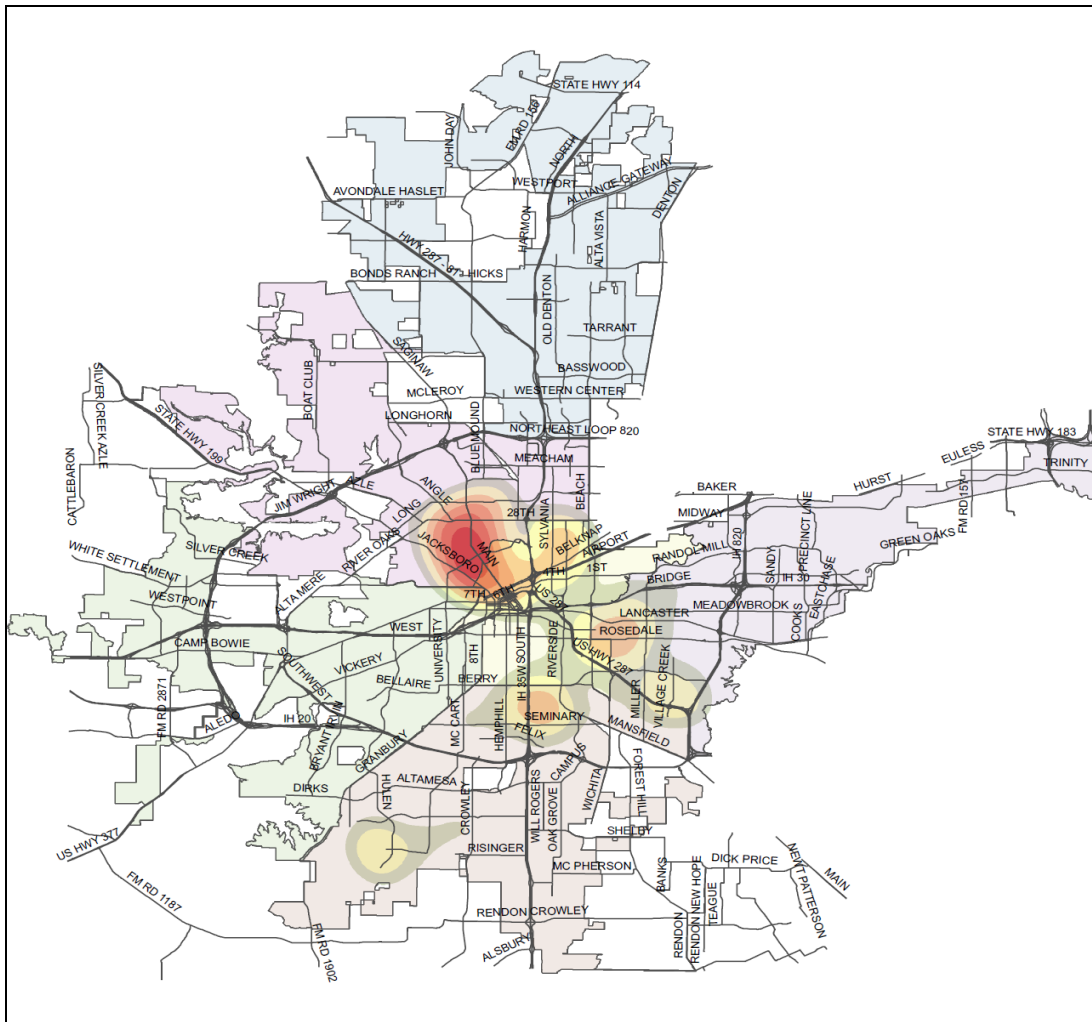 STATE HWY 114
FM RD 156
JOHN DAY
NORTH
WESTPORT
ALLIANCE GATEWAY
AVONDALE HASLET
DENTON
HARMON
ALTA VISTA
HWY 287 - 81
HICKS
BONDS RANCH
OLD DENTON
TARRANT
SAGINAW
BASSWOOD
BOAT CLUB
MCLEROY
WESTERN CENTER
SILVER CREEK AZLE
LONGHORN
NORTHEAST LOOP 820
STATE HWY 183
STATE HWY 199
BLUE MOUND
EULESS
MEACHAM
TRINITY
CATTLEBARON
AZLE
ANGLE
BEACH
BAKER
HURST
JIM WRIGHT
LONG
28TH
SYLVANIA
MIDWAY
FM RD 157
PRECINCT LINE
JACKSBORO
MAIN
BELKNAP
AIRPORT
IH 820
GREEN OAKS
RIVER OAKS
SILVER CREEK
RANDOL MILL
SANDY
WHITE SETTLEMENT
4TH
1ST
BRIDGE
IH 30
EASTCHASE
WESTPOINT
ALTA MERE
7TH
US 287
LANCASTER
MEADOWBROOK
COOKS
WEST
ROSEDALE
CAMP BOWIE
UNIVERSITY
8TH
IH 35W SOUTH
RIVERSIDE
US HWY 287
VICKERY
SOUTHWEST
BELLAIRE
BERRY
MILLER
VILLAGE CREEK
FM RD 2871
ALEDO
IH 20
BRYANT IRVIN
MC CART
HEMPHILL
SEMINARY
FELIX
MANSFIELD
GRANBURY
CAMPUS
DIRKS
ALTAMESA
HULEN
WICHITA
FOREST HILL
CROWLEY
WILL ROGERS
OAK GROVE
SHELBY
US HWY 377
RISINGER
MC PHERSON
BANKS
DICK PRICE
NEWT PATTERSON
MAIN
FM RD 1187
RENDON NEW HOPE
TEAGUE
RENDON CROWLEY
RENDON
ALSBURY
FM RD 1902